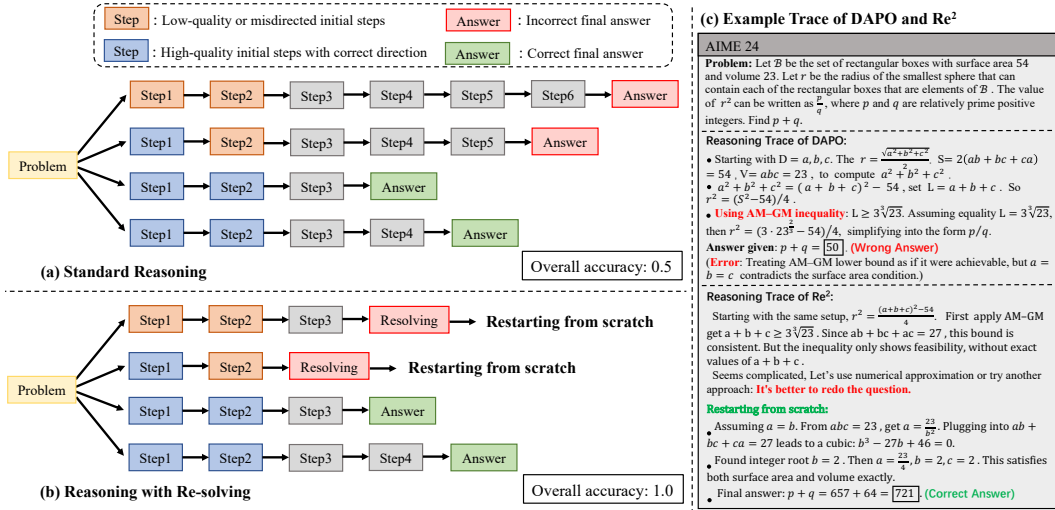 Step : Low-quality or misdirected initial steps
Answer : Incorrect final answer
Step : High-quality initial steps with correct direction
Answer : Correct final answer
Problem
Step1 Step2 Step3 Step4 Step5 Step6 Answer
Step1 Step2 Step3 Step4 Step5 Answer
Step1 Step2 Step3 Answer
Step1 Step2 Step3 Step4 Answer
(a) Standard Reasoning
Overall accuracy: 0.5
Problem
Step1 Step2 Step3 Resolving Restarting from scratch
Step1 Step2 Resolving Restarting from scratch
Step1 Step2 Step3 Answer
Step1 Step2 Step3 Step4 Answer
(b) Reasoning with Re-solving
Overall accuracy: 1.0
(c) Example Trace of DAPO and Re²
AIME 24
Problem: Let ℬ be the set of rectangular boxes with surface area 54
and volume 23. Let r be the radius of the smallest sphere that can
contain each of the rectangular boxes that are elements of ℬ . The value
of r² can be written as p/q, where p and q are relatively prime positive
integers. Find p + q.
Reasoning Trace of DAPO:
• Starting with D = a, b, c. The r = √(a²+b²+c²)/2. S= 2(ab + bc + ca)
= 54 , V= abc = 23 , to compute a² + b² + c² .
• a² + b² + c² = ( a + b + c)² − 54 , set L = a + b + c . So
r² = (S²−54)/4 .
• Using AM–GM inequality: L ≥ 3∛23. Assuming equality L = 3∛23,
then r² = (3 · 23^(2/3) − 54)/4, simplifying into the form p/q.
Answer given: p + q = 50 . (Wrong Answer)
(Error: Treating AM–GM lower bound as if it were achievable, but a =
b = c contradicts the surface area condition.)
Reasoning Trace of Re²:
Starting with the same setup, r² = ((a+b+c)²−54)/4. First apply AM–GM
get a + b + c ≥ 3∛23. Since ab + bc + ac = 27 , this bound is
consistent. But the inequality only shows feasibility, without exact
values of a + b + c .
Seems complicated, Let's use numerical approximation or try another
approach: It's better to redo the question.
Restarting from scratch:
• Assuming a = b. From abc = 23 , get a = 23/b². Plugging into ab +
bc + ca = 27 leads to a cubic: b³ − 27b + 46 = 0.
• Found integer root b = 2 . Then a = 23/4, b = 2, c = 2 . This satisfies
both surface area and volume exactly.
• Final answer: p + q = 657 + 64 = 721 . (Correct Answer)